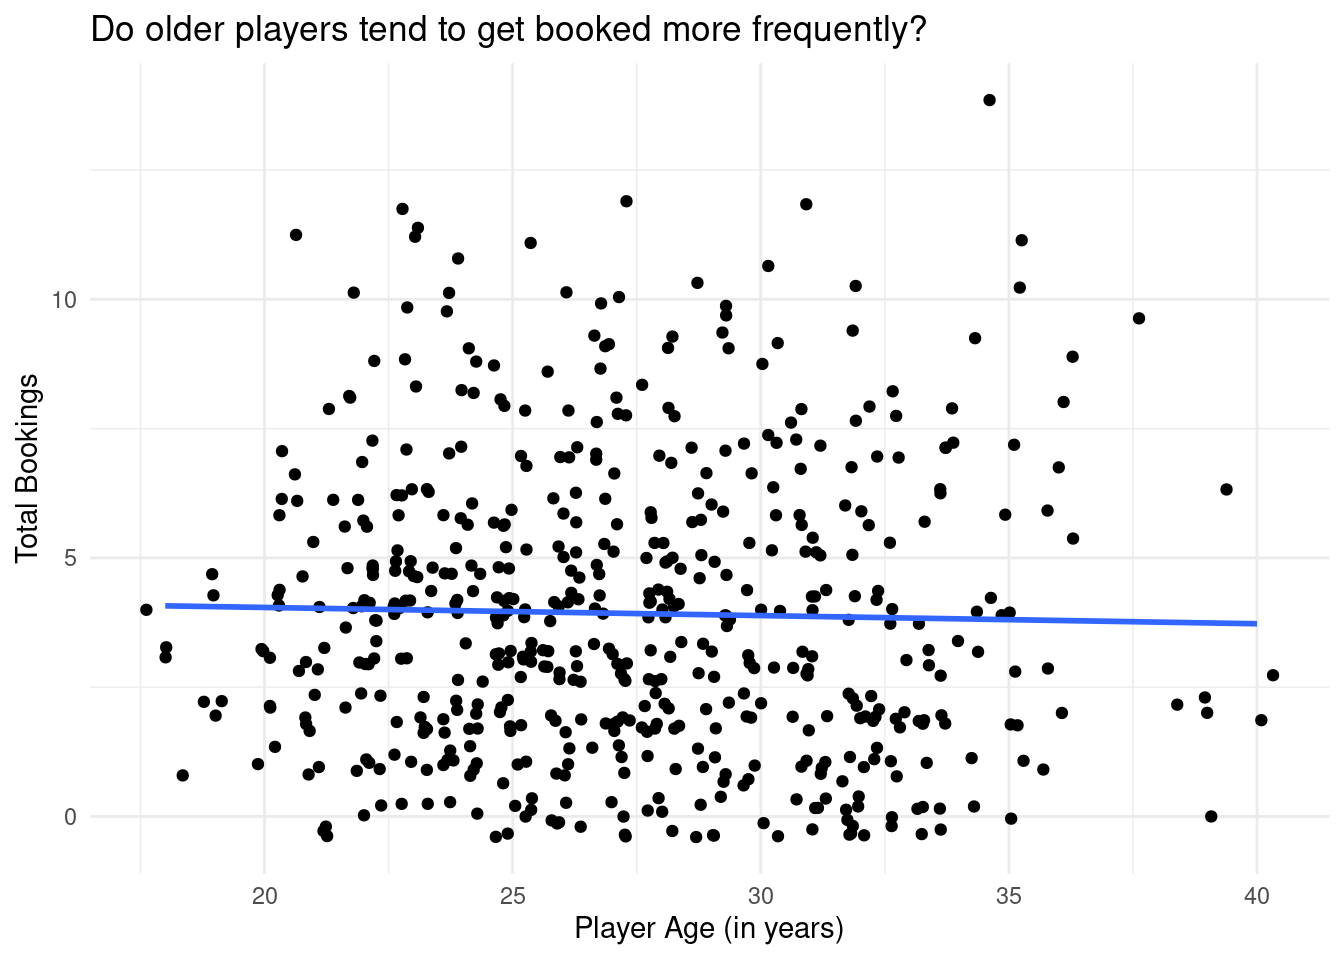 Do older players tend to get booked more frequently?
Total Bookings
10
5
0
20 25 30 35 40
Player Age (in years)